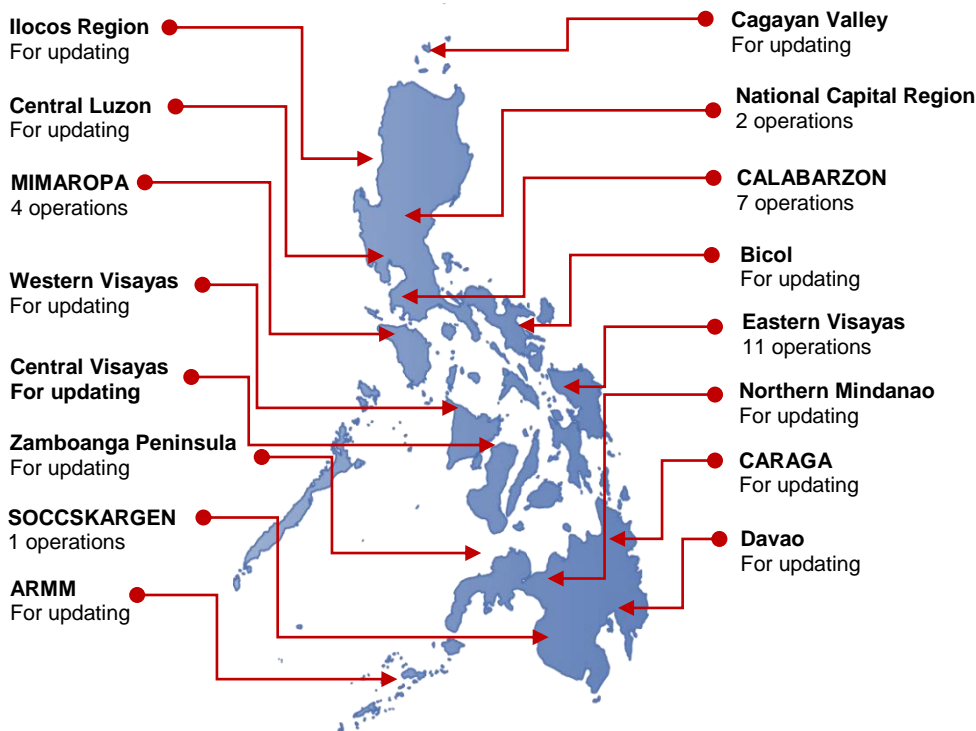 Ilocos Region
For updating
Central Luzon
For updating
MIMAROPA
4 operations
Western Visayas
For updating
Central Visayas
For updating
Zamboanga Peninsula
For updating
SOCCSKARGEN
1 operations
ARMM
For updating
Cagayan Valley
For updating
National Capital Region
2 operations
CALABARZON
7 operations
Bicol
For updating
Eastern Visayas
11 operations
Northern Mindanao
For updating
CARAGA
For updating
Davao
For updating